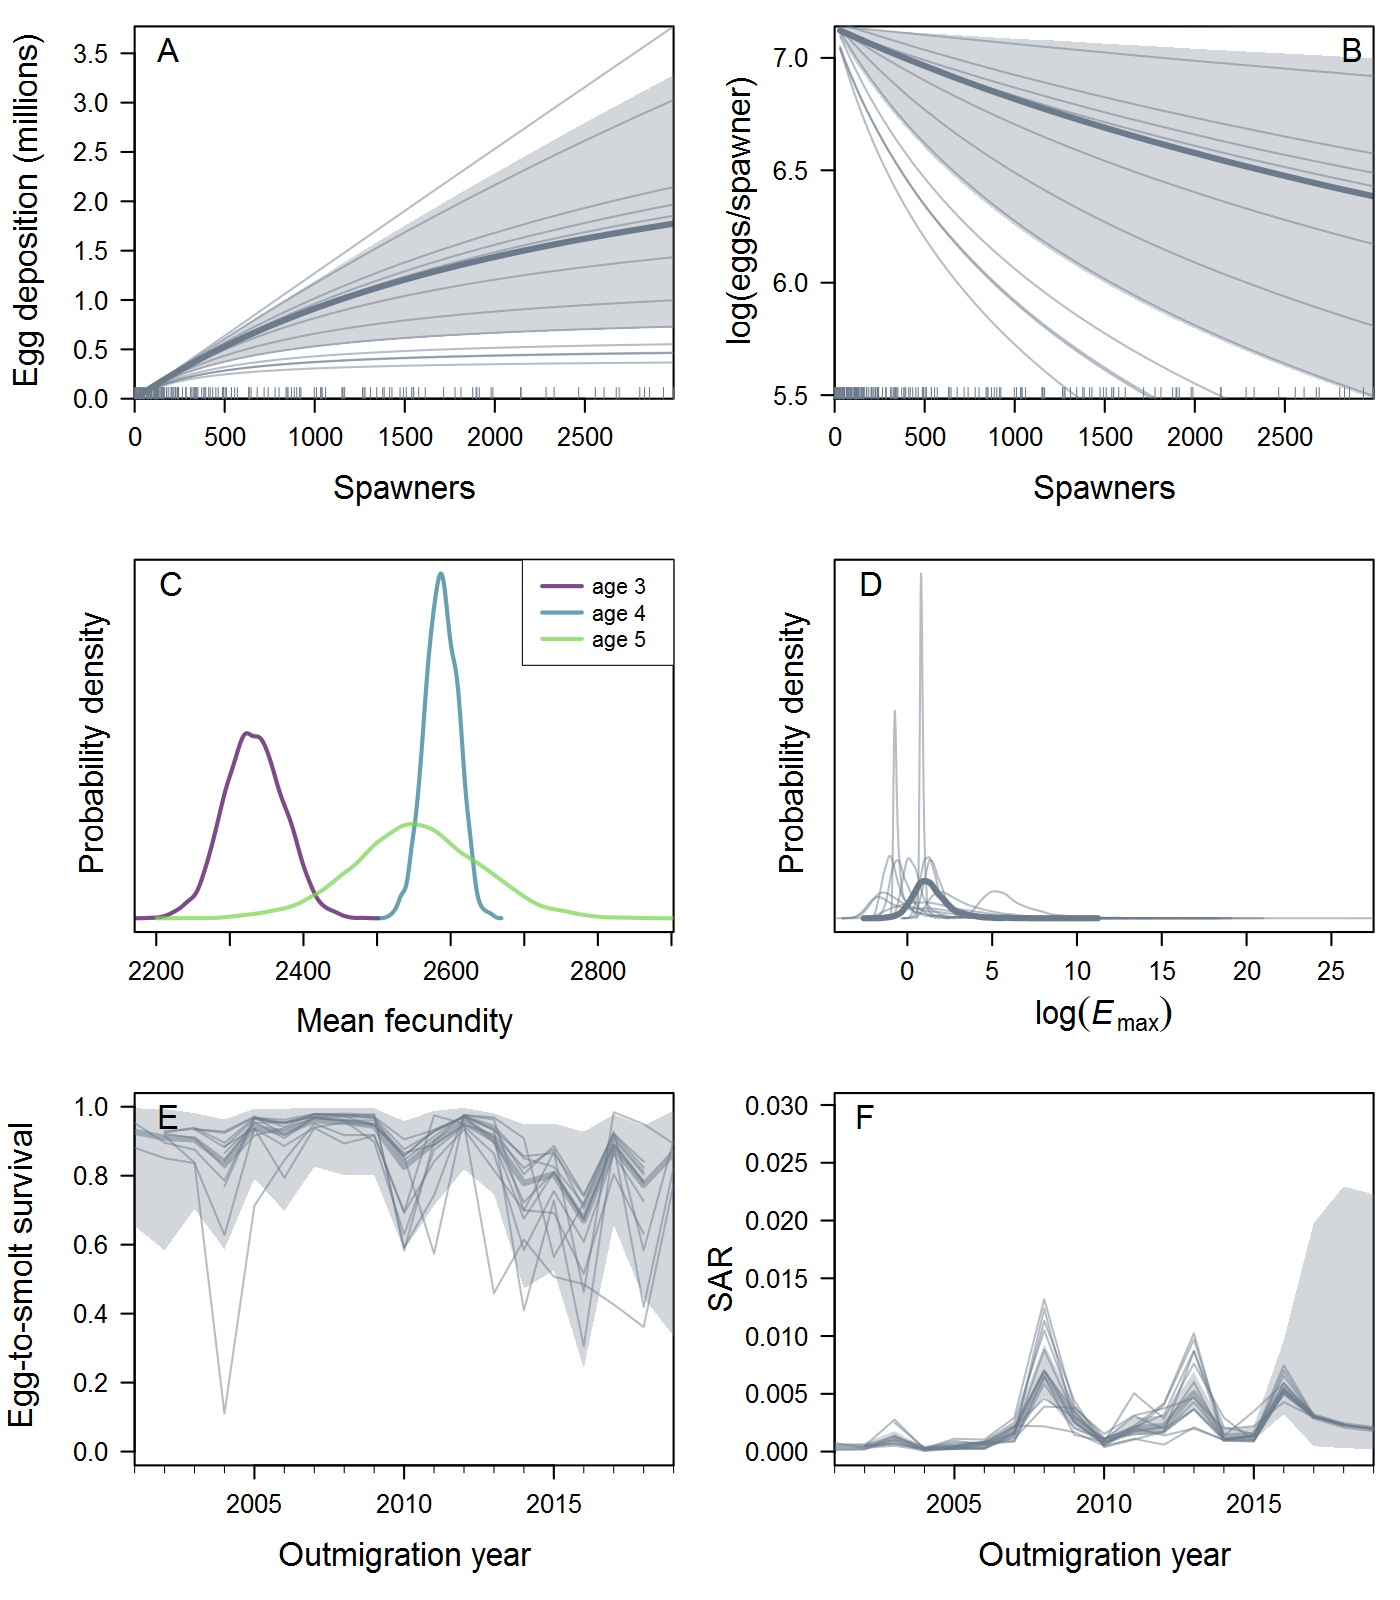 A
Egg deposition (millions)
3.5
3.0
2.5
2.0
1.5
1.0
0.5
0.0
0 500 1000 1500 2000 2500
Spawners
B
log(eggs/spawner)
7.0
6.5
6.0
5.5
0 500 1000 1500 2000 2500
Spawners
C
age 3
age 4
age 5
Probability density
2200 2400 2600 2800
Mean fecundity
D
Probability density
0 5 10 15 20 25
log(Emax)
E
Egg-to-smolt survival
1.0
0.8
0.6
0.4
0.2
0.0
2005 2010 2015
Outmigration year
F
SAR
0.030
0.025
0.020
0.015
0.010
0.005
0.000
2005 2010 2015
Outmigration year